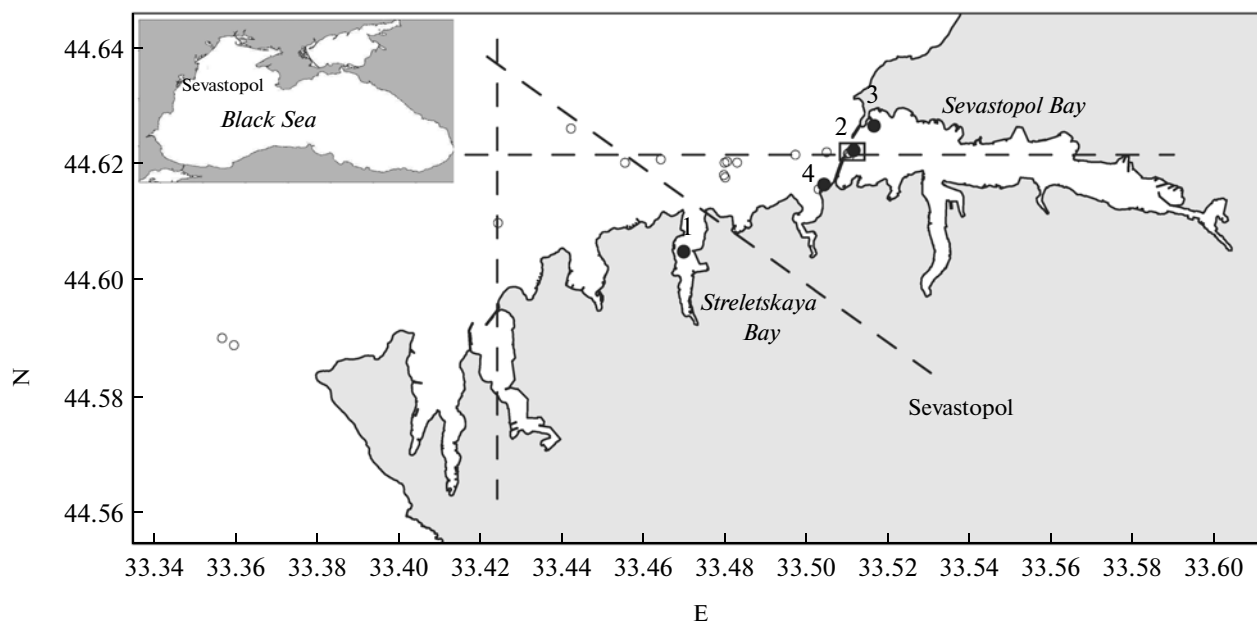 44.64
44.62
44.60
44.58
44.56
N
Sevastopol
Black Sea
3
Sevastopol Bay
2
4
1
Streletskaya
Bay
Sevastopol
33.34 33.36 33.38 33.40 33.42 33.44 33.46 33.48 33.50 33.52 33.54 33.56 33.58 33.60
E